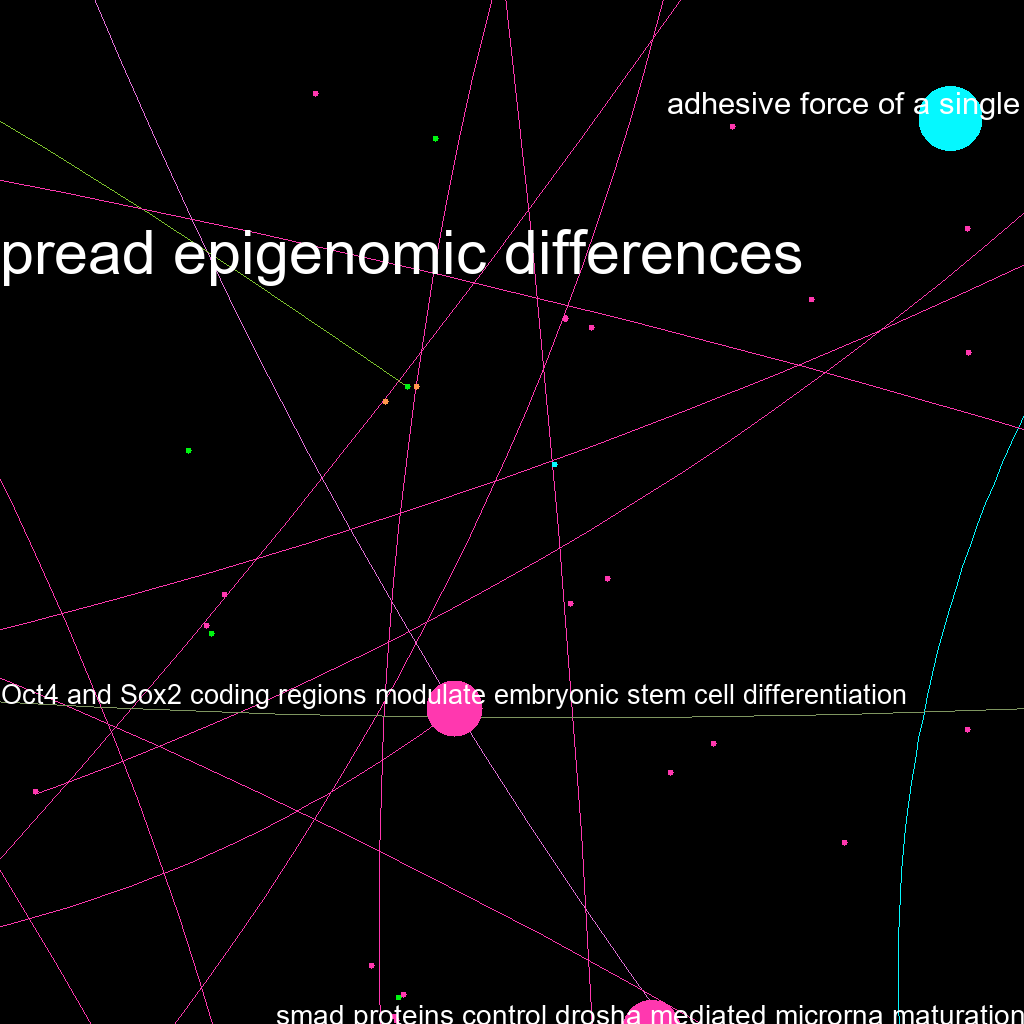 adhesive force of a single
pread epigenomic differences
Oct4 and Sox2 coding regions modulate embryonic stem cell differentiation
smad proteins control drosha mediated microrna maturation